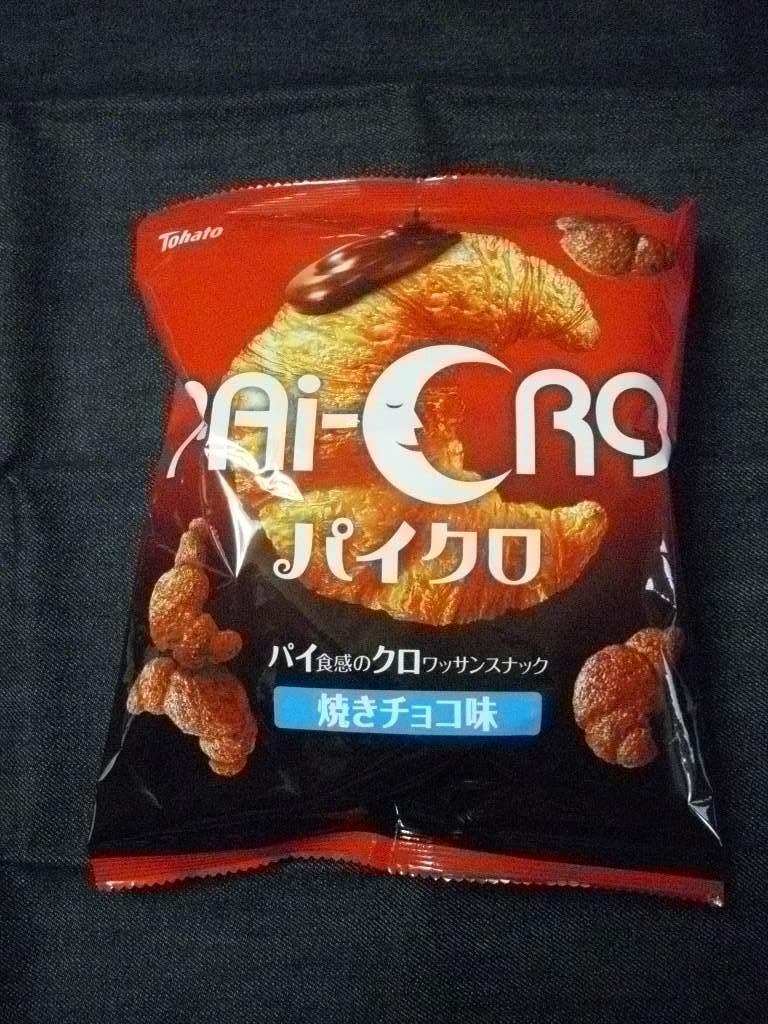 Tohato
PAi-CRO
パイクロ
パイ食感のクロワッサンスナック
焼きチョコ味